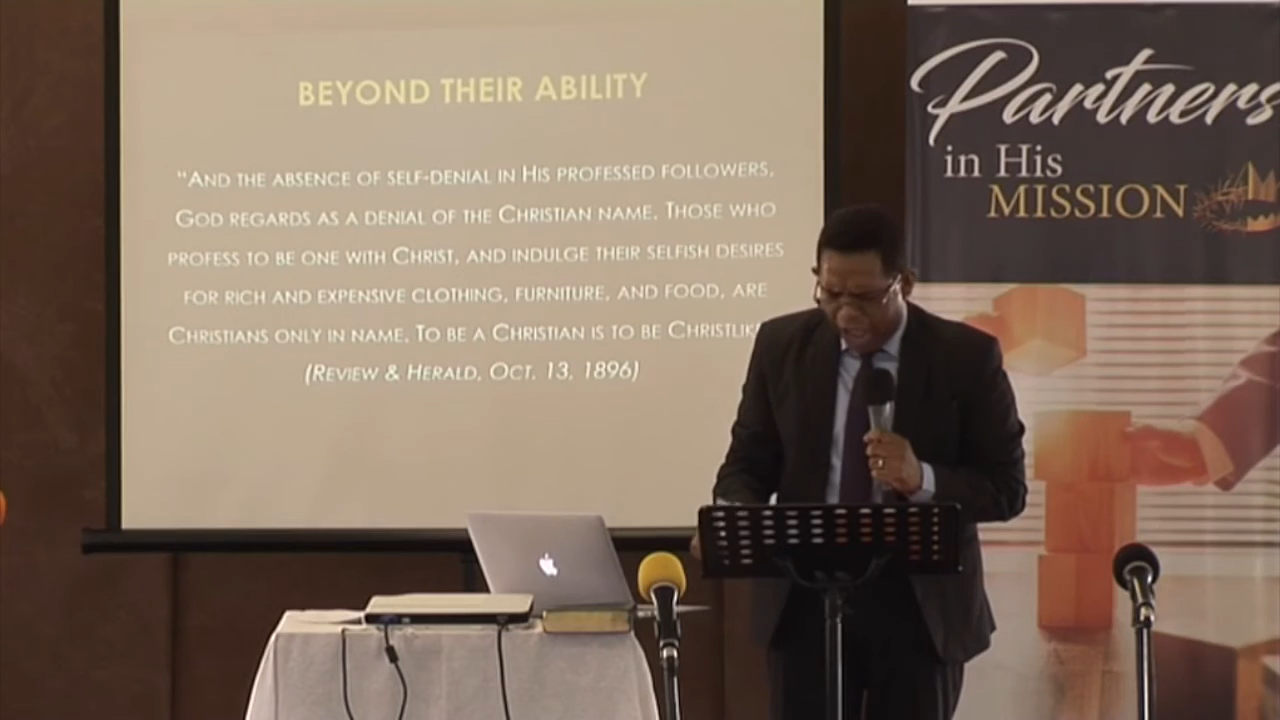 BEYOND THEIR ABILITY
“AND THE ABSENCE OF SELF-DENIAL IN HIS PROFESSED FOLLOWERS,
GOD REGARDS AS A DENIAL OF THE CHRISTIAN NAME. THOSE WHO
PROFESS TO BE ONE WITH CHRIST, AND INDULGE THEIR SELFISH DESIRES
FOR RICH AND EXPENSIVE CLOTHING, FURNITURE, AND FOOD, ARE
CHRISTIANS ONLY IN NAME. TO BE A CHRISTIAN IS TO BE
(REVIEW & HERALD, OCT. 13, 1896)
Partners
in His
MISSION